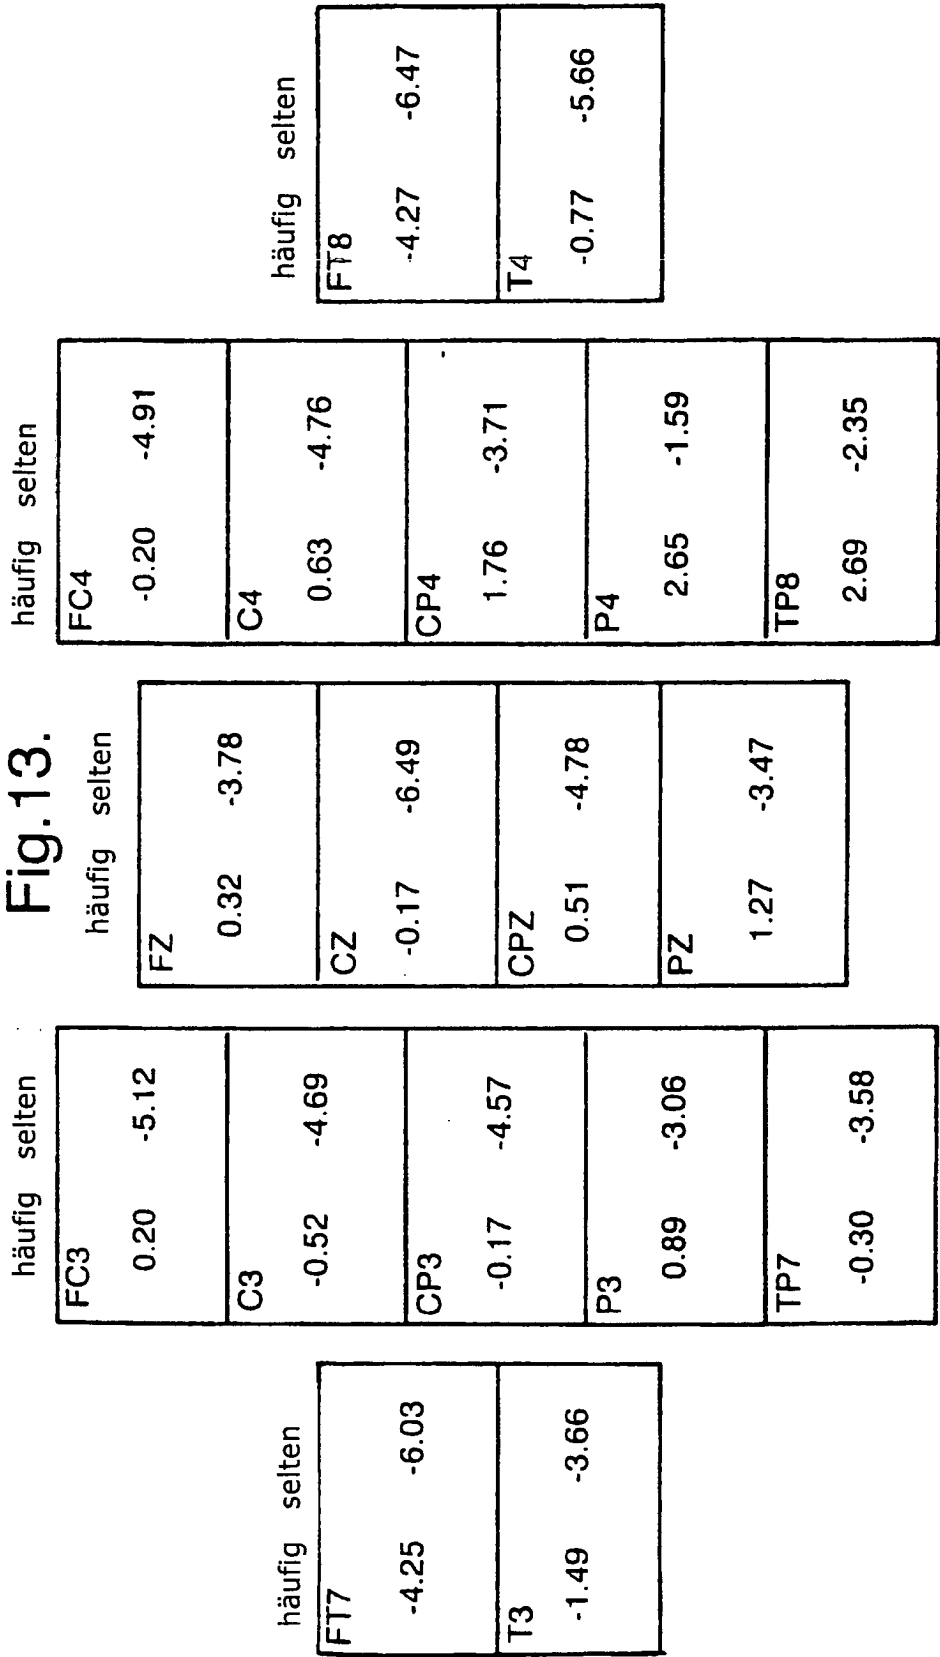 Fig.13.
häufig selten
FT7
-4.25 -6.03
T3
-1.49 -3.66
häufig selten
FC3
0.20 -5.12
C3
-0.52 -4.69
CP3
-0.17 -4.57
P3
0.89 -3.06
TP7
-0.30 -3.58
häufig selten
FZ
0.32 -3.78
CZ
-0.17 -6.49
CPZ
0.51 -4.78
PZ
1.27 -3.47
häufig selten
FC4
-0.20 -4.91
C4
0.63 -4.76
CP4
1.76 -3.71
P4
2.65 -1.59
TP8
2.69 -2.35
häufig selten
FT8
-4.27 -6.47
T4
-0.77 -5.66